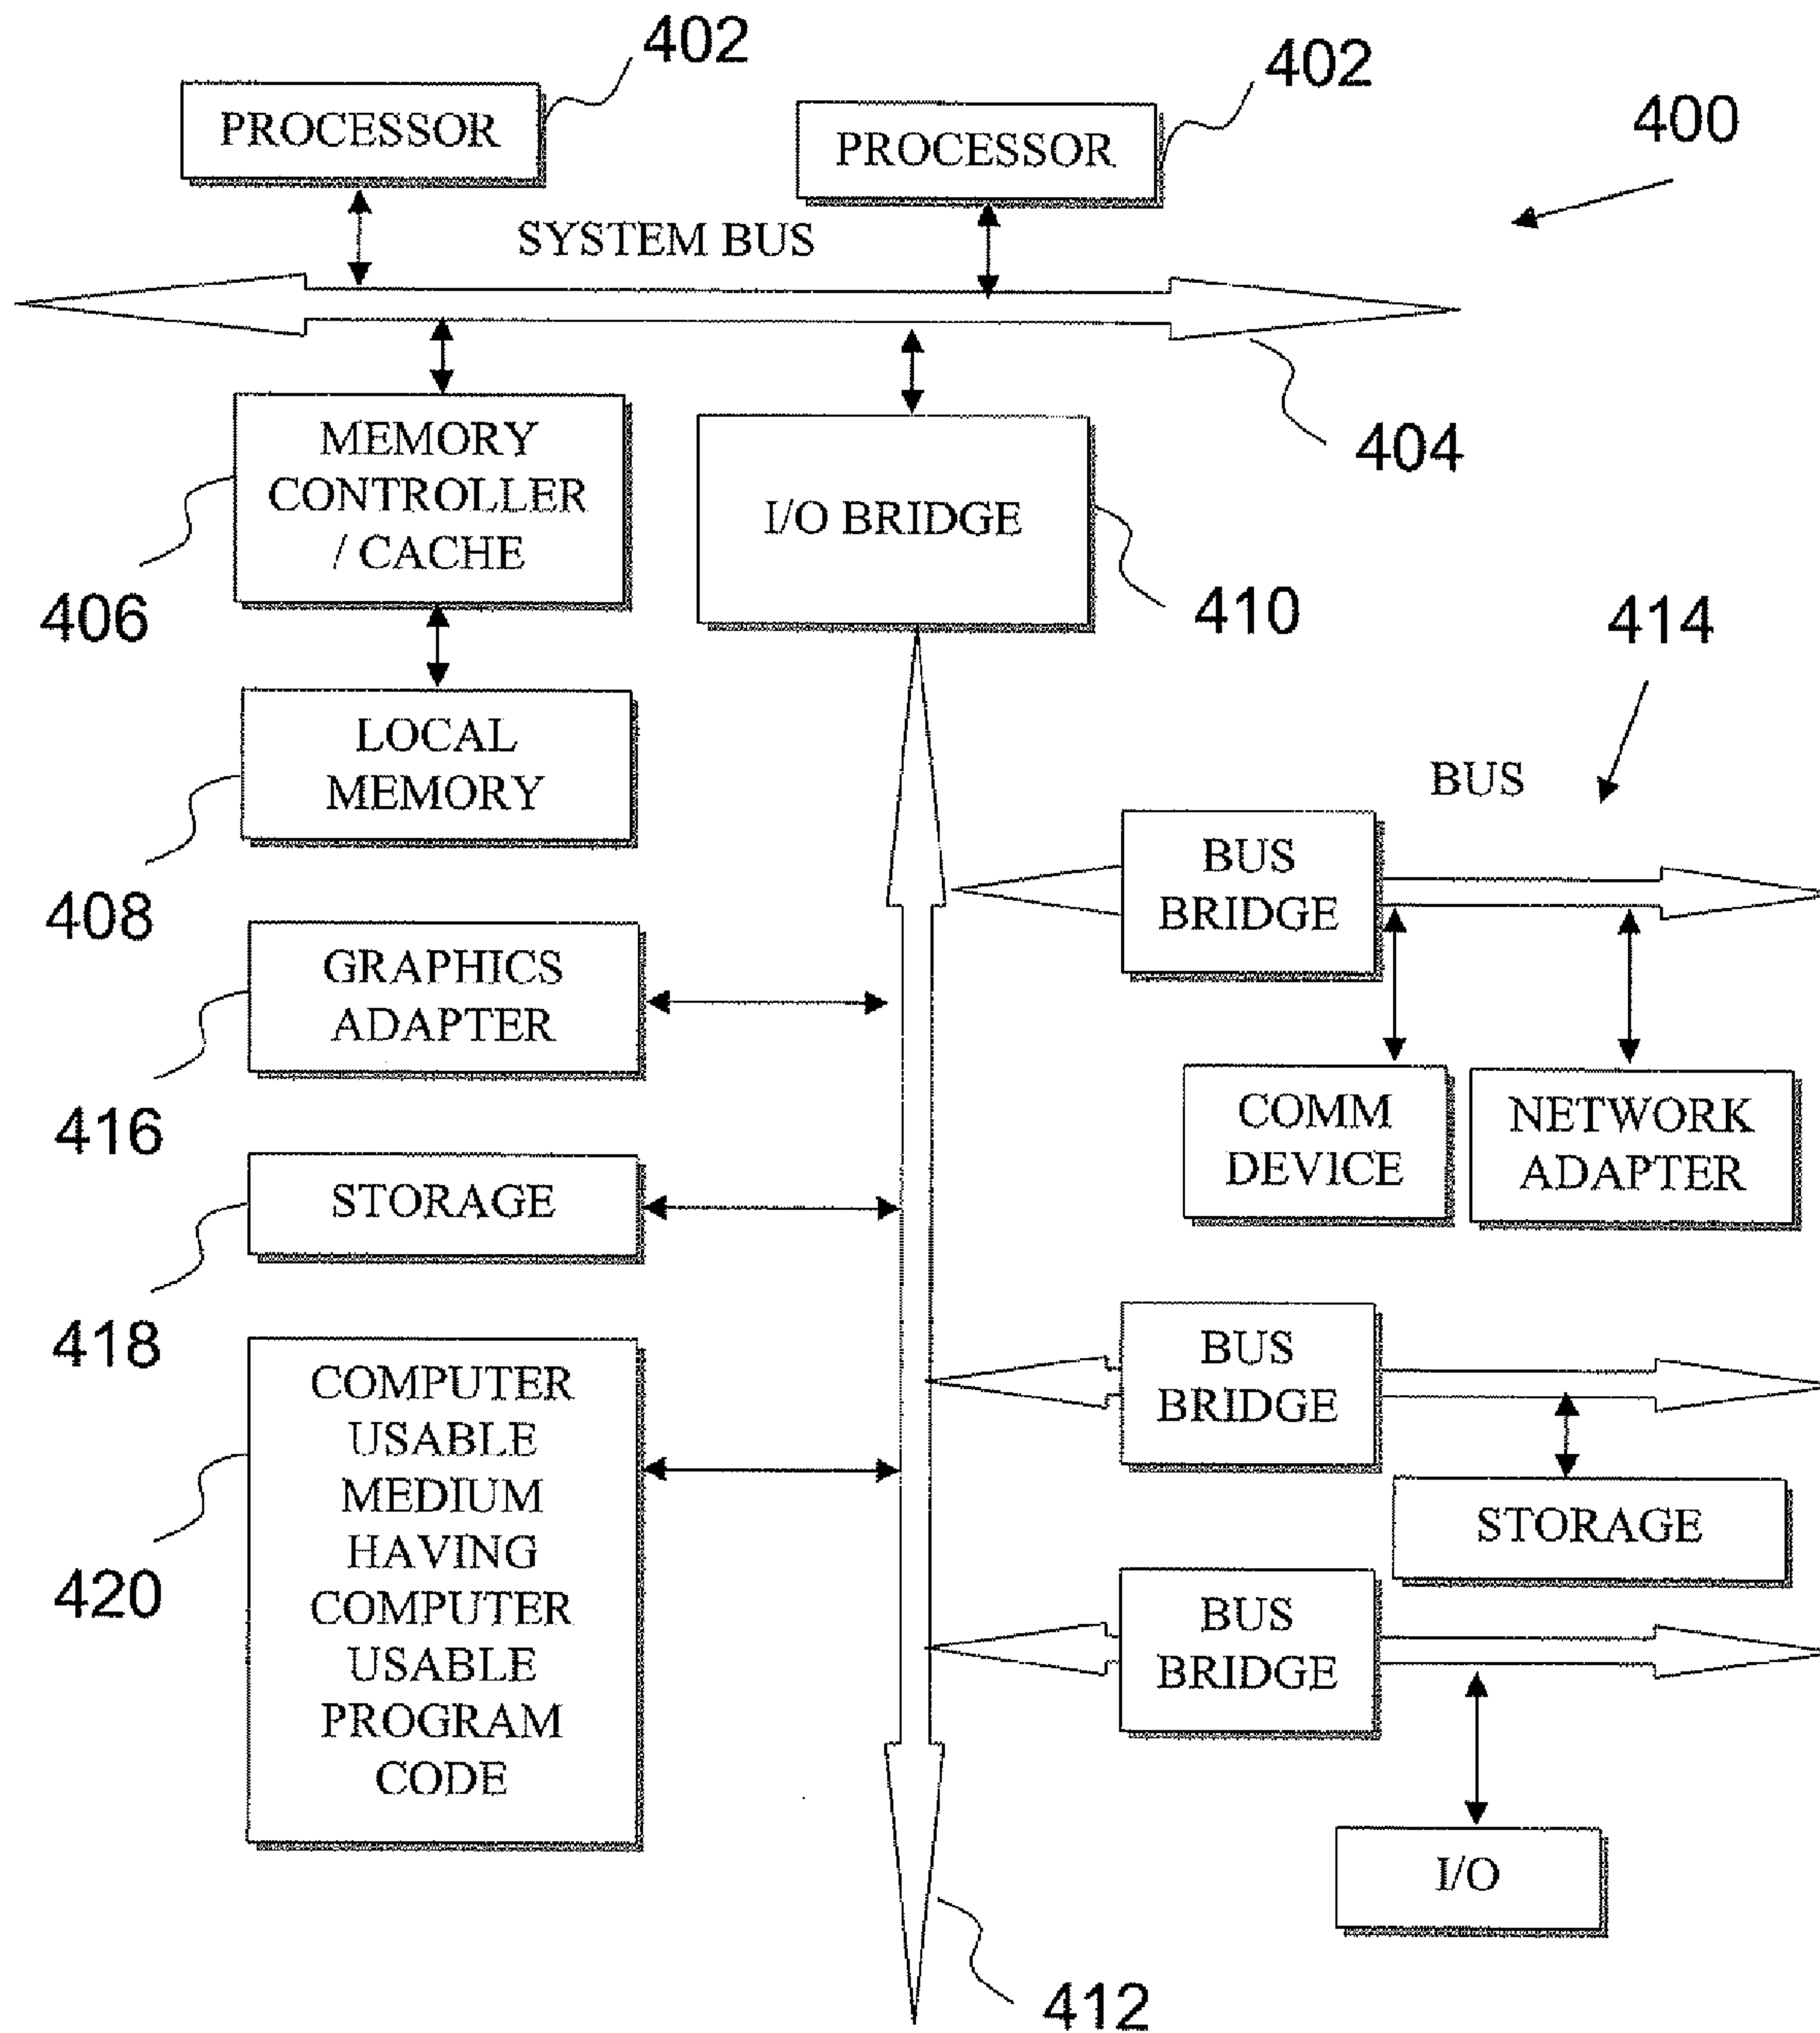 402
402
PROCESSOR
PROCESSOR
400
SYSTEM BUS
404
MEMORY
CONTROLLER
/ CACHE
I/O BRIDGE
406
410
414
LOCAL
MEMORY
BUS
408
BUS
BRIDGE
GRAPHICS
ADAPTER
416
COMM
DEVICE
NETWORK
ADAPTER
STORAGE
418
BUS
BRIDGE
COMPUTER
USABLE
MEDIUM
HAVING
COMPUTER
USABLE
PROGRAM
CODE
420
STORAGE
BUS
BRIDGE
I/O
412